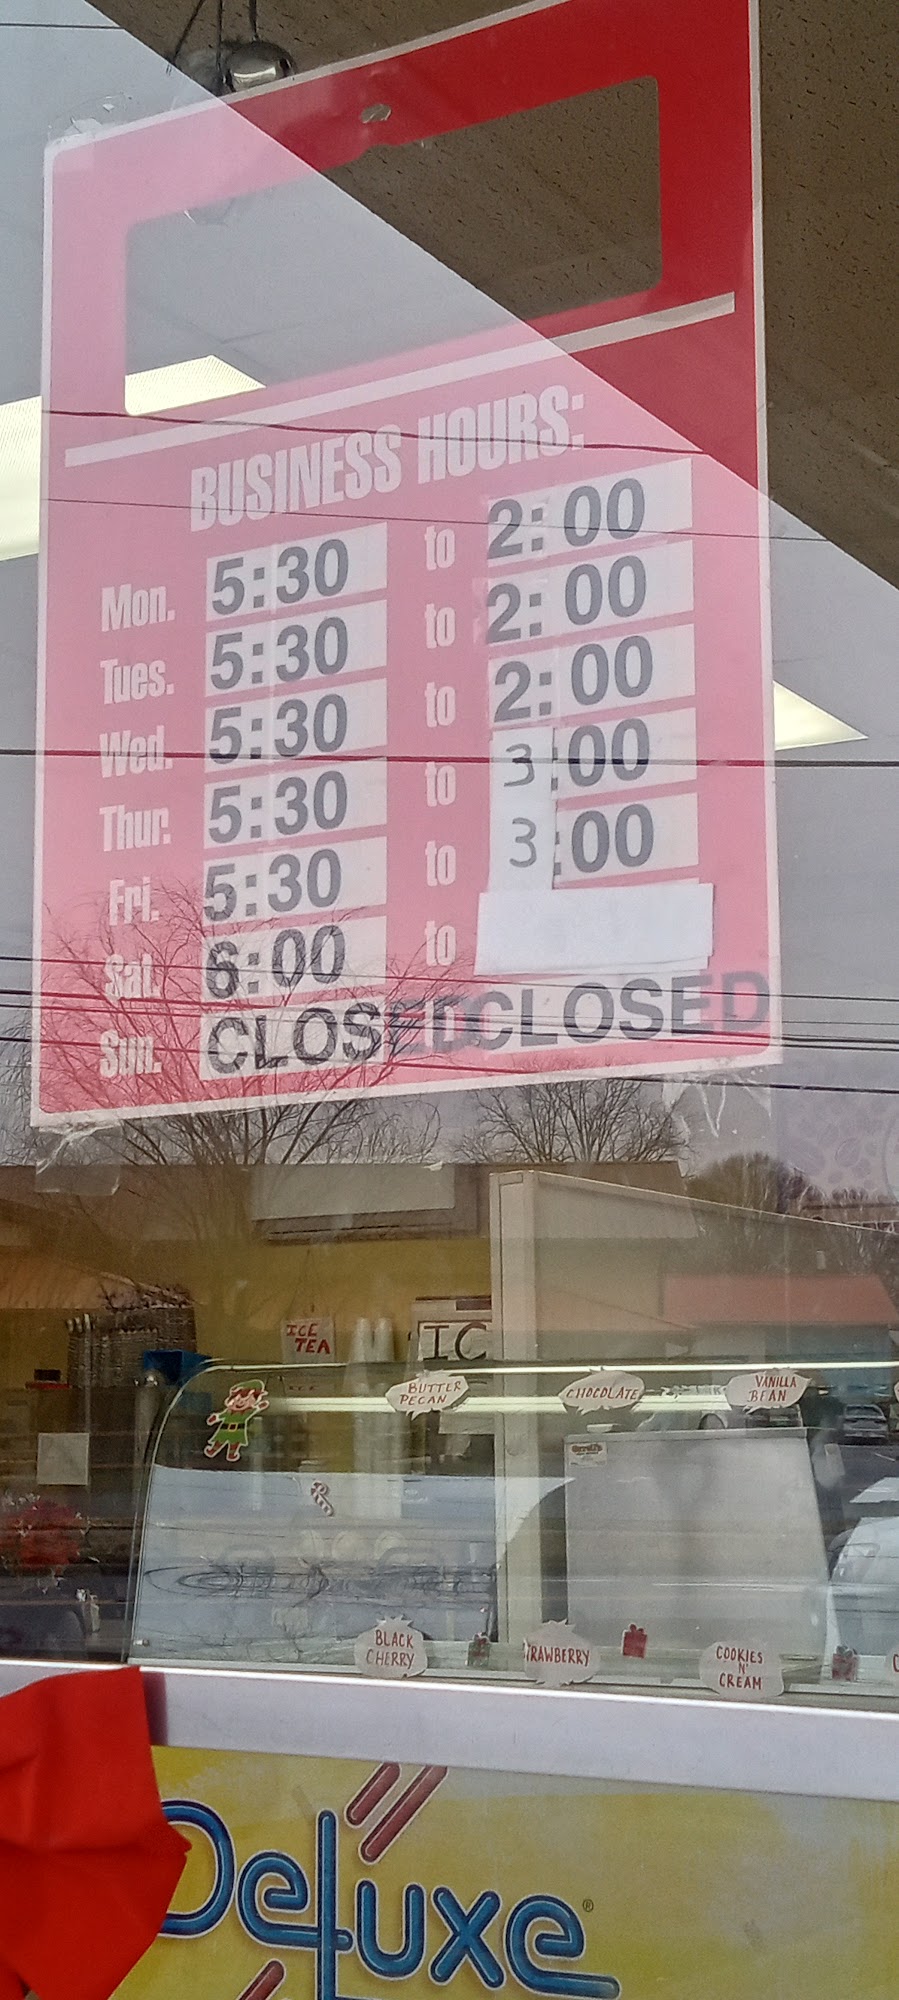 BUSINESS HOURS:
Mon. 5:30 to 2:00
Tues. 5:30 to 2:00
Wed. 5:30 to 2:00
Thur. 5:30 to 3:00
Fri. 5:30 to 3:00
Sat. 6:00 to
Sun. CLOSED CLOSED
ICE
TEA
IC
BUTTER
PECAN
CHOCOLATE
VANILLA
BEAN
BLACK
CHERRY
TRAWBERRY
COOKIES
N'
CREAM
DeLuxe®